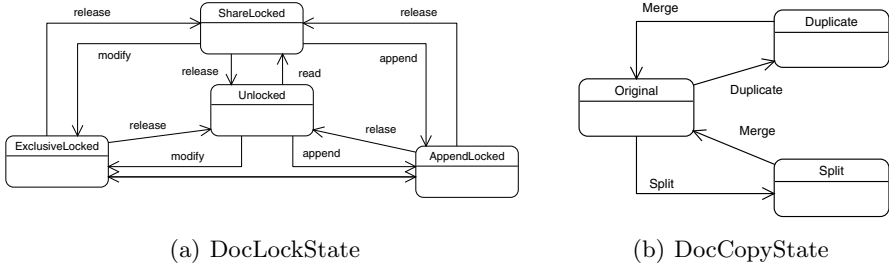 release
ShareLocked
release
modify
append
release
read
Unlocked
ExclusiveLocked
release
relase
modify
append
AppendLocked
(a) DocLockState
Merge
Duplicate
Original
Duplicate
Merge
Split
Split
(b) DocCopyState